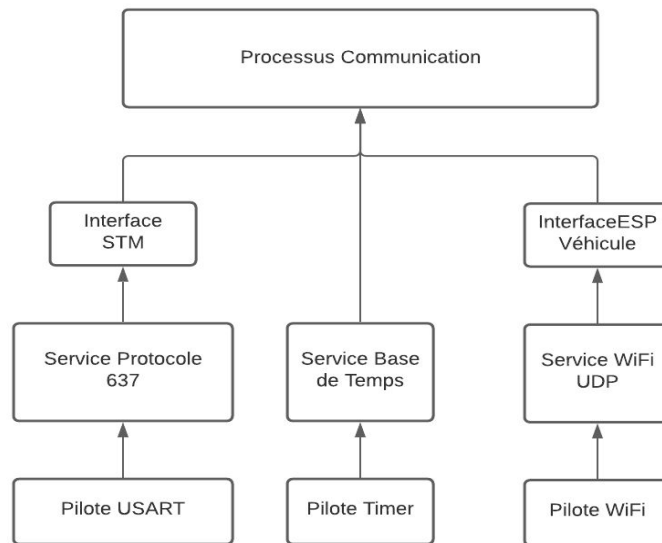 Processus Communication
Interface
STM
InterfaceESP
Véhicule
Service Protocole
637
Service Base
de Temps
Service WiFi
UDP
Pilote USART
Pilote Timer
Pilote WiFi